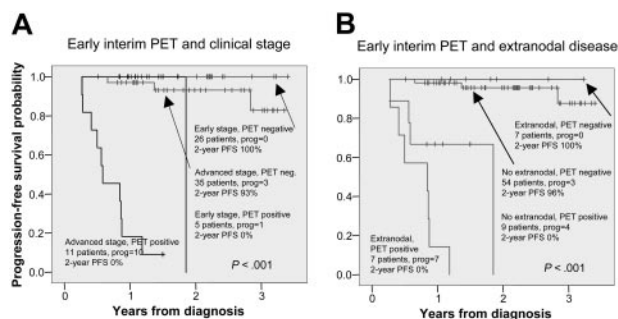 A
Early interim PET and clinical stage
Progression-free survival probability
1.0
0.8
0.6
0.4
0.2
0.0
Early stage, PET negative
26 patients, prog=0
2-year PFS 100%
Advanced stage, PET neg.
35 patients, prog=3
2-year PFS 93%
Early stage, PET positive
5 patients, prog=1
2-year PFS 0%
Advanced stage, PET positive
11 patients, prog=10
2-year PFS 0%
P < .001
0 1 2 3
Years from diagnosis
B
Early interim PET and extranodal disease
1.0
0.8
0.6
0.4
0.2
0.0
Extranodal, PET negative
7 patients, prog=0
2-year PFS 100%
No extranodal, PET negative
54 patients, prog=3
2-year PFS 96%
No extranodal, PET positive
9 patients, prog=4
2-year PFS 0%
Extranodal,
PET positive
7 patients, prog=7
2-year PFS 0%
P < .001
0 1 2 3
Years from diagnosis